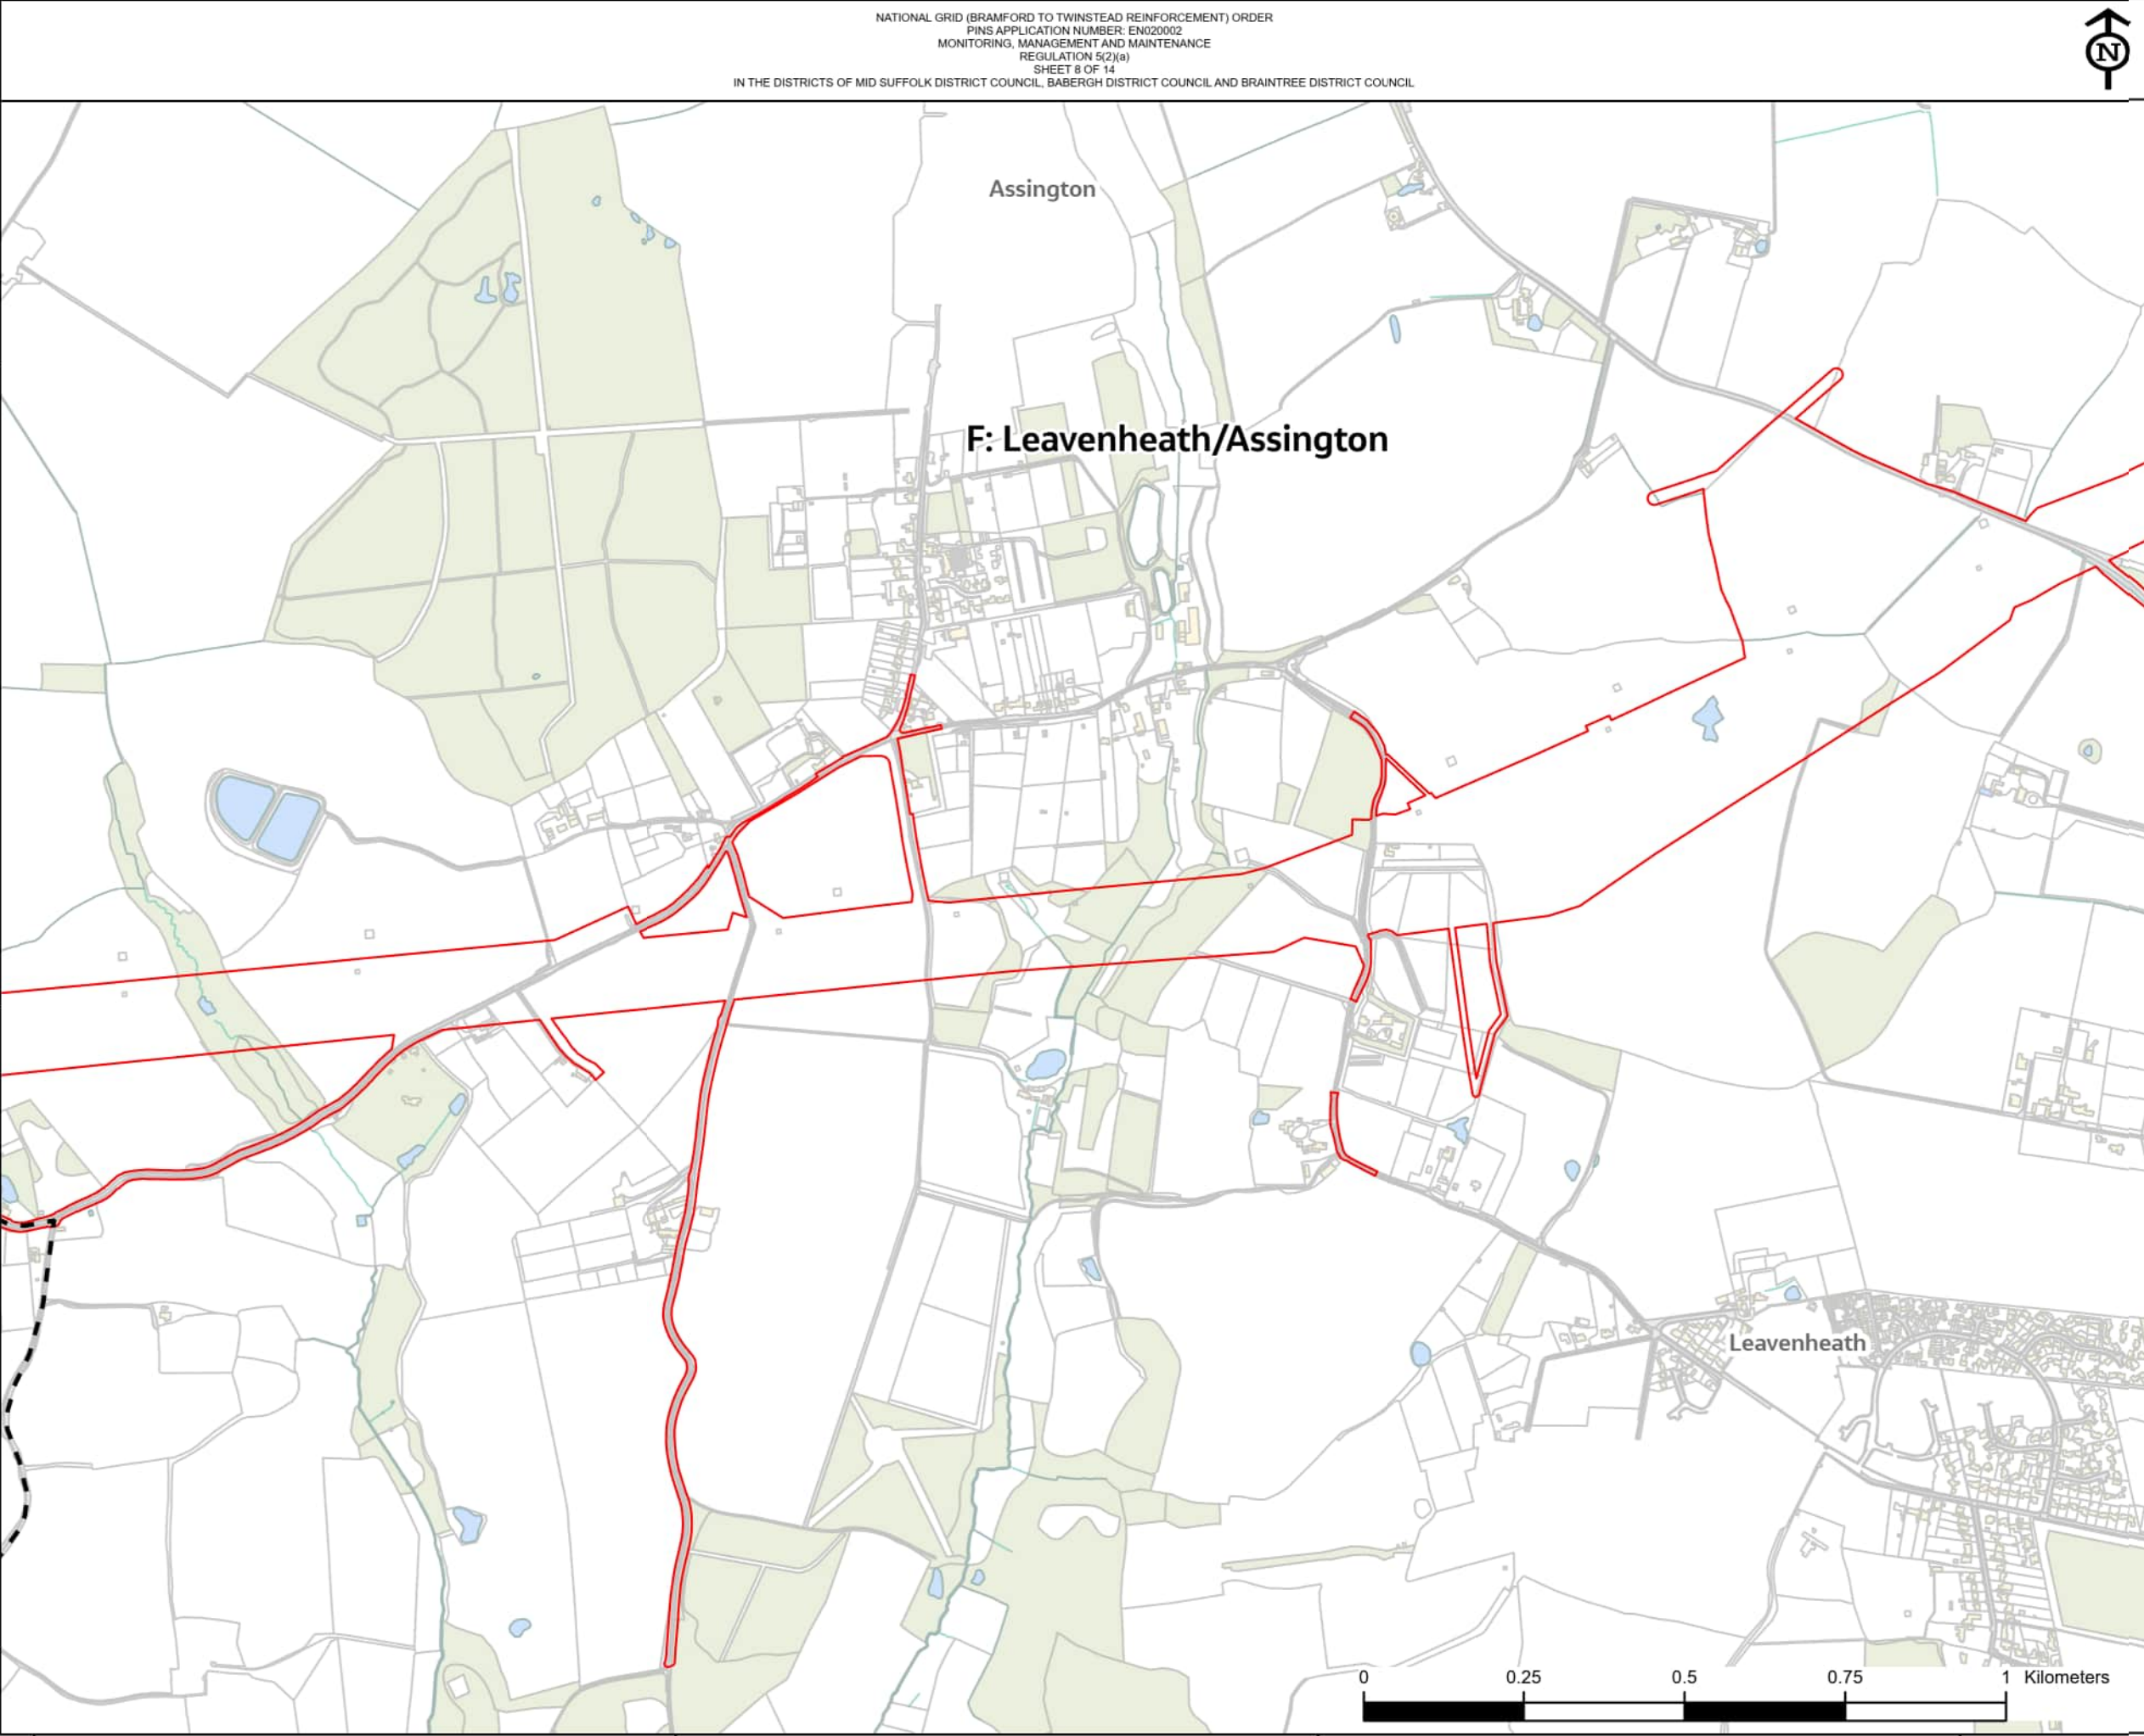 NATIONAL GRID (BRAMFORD TO TWINSTEAD REINFORCEMENT) ORDER
PINS APPLICATION NUMBER: EN020002
MONITORING, MANAGEMENT AND MAINTENANCE
REGULATION 5(2)(a)
SHEET 8 OF 14
IN THE DISTRICTS OF MID SUFFOLK DISTRICT COUNCIL, BABERGH DISTRICT COUNCIL AND BRAINTREE DISTRICT COUNCIL
N
Assington
F: Leavenheath/Assington
Leavenheath
0 0.25 0.5 0.75 1 Kilometers